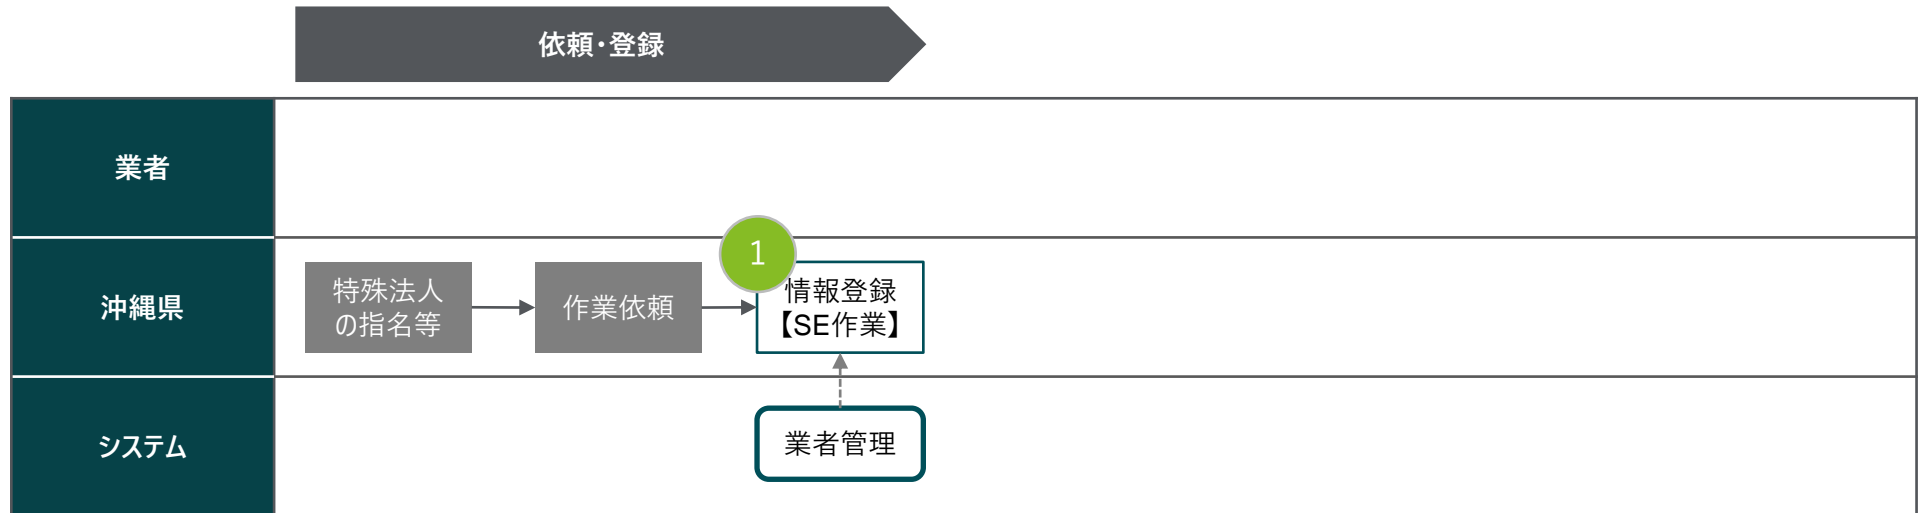 依頼・登録
業者
沖縄県
特殊法人
の指名等
作業依頼
1
情報登録
【SE作業】
システム
業者管理